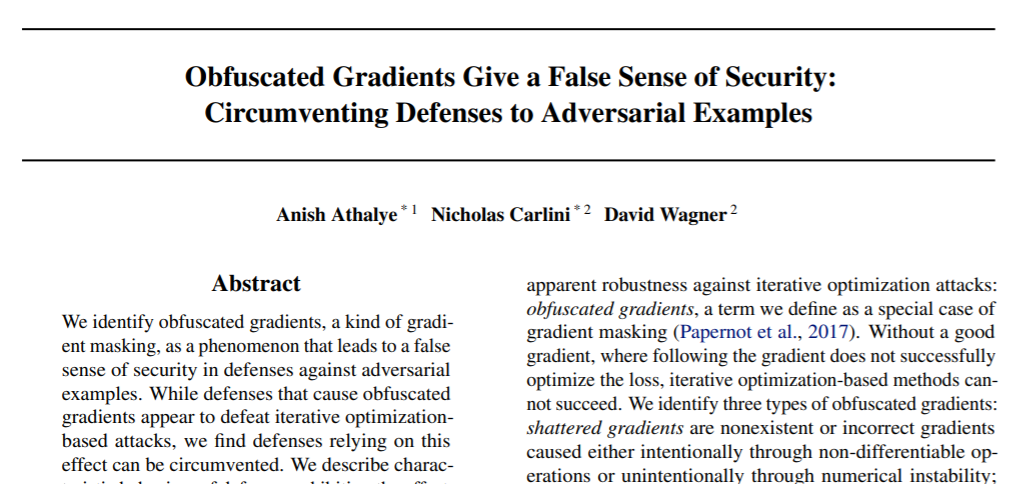 Obfuscated Gradients Give a False Sense of Security:
Circumventing Defenses to Adversarial Examples
Anish Athalye * 1 Nicholas Carlini * 2 David Wagner 2
Abstract
We identify obfuscated gradients, a kind of gradi-
ent masking, as a phenomenon that leads to a false
sense of security in defenses against adversarial
examples. While defenses that cause obfuscated
gradients appear to defeat iterative optimization-
based attacks, we find defenses relying on this
effect can be circumvented. We describe charac-
apparent robustness against iterative optimization attacks:
obfuscated gradients, a term we define as a special case of
gradient masking (Papernot et al., 2017). Without a good
gradient, where following the gradient does not successfully
optimize the loss, iterative optimization-based methods can-
not succeed. We identify three types of obfuscated gradients:
shattered gradients are nonexistent or incorrect gradients
caused either intentionally through non-differentiable op-
erations or unintentionally through numerical instability;